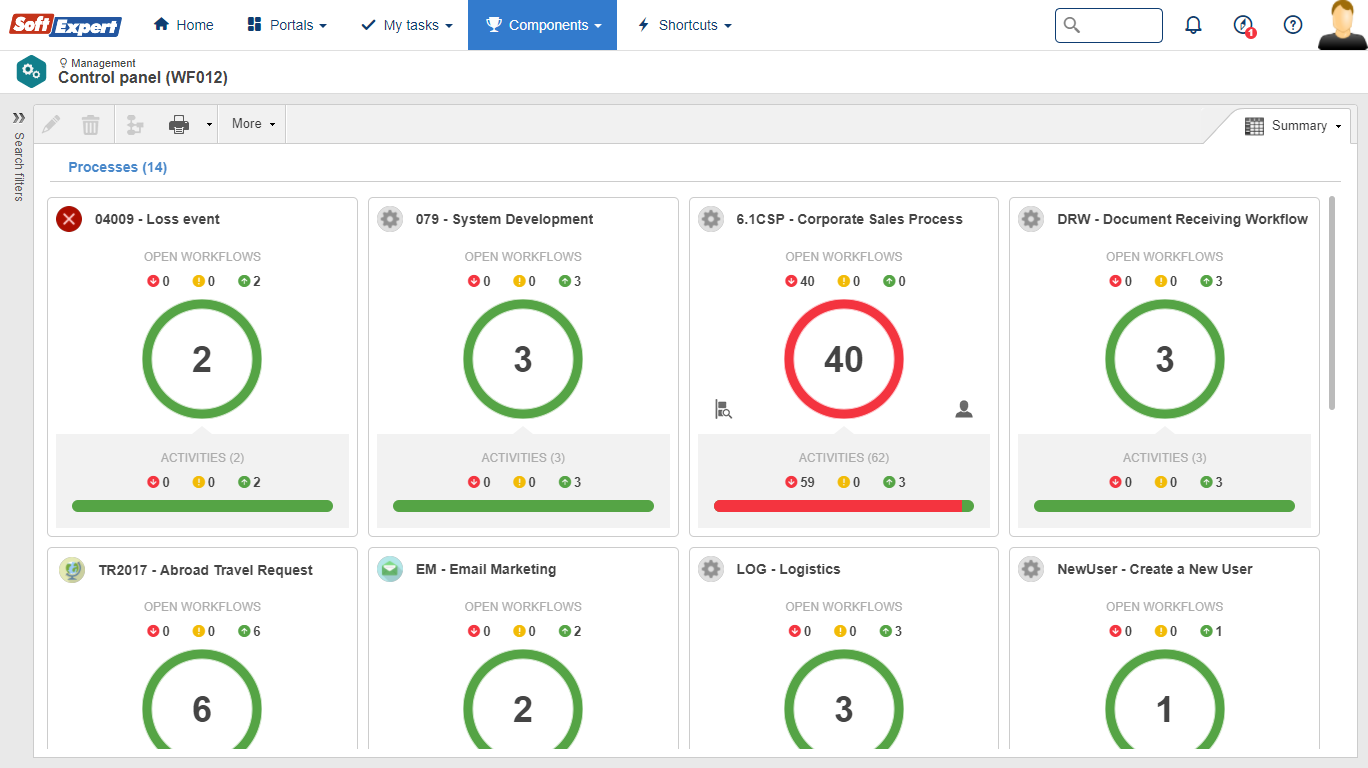 SoftExpert
Home Portals My tasks Components Shortcuts
1
Management
Control panel (WF012)
Search filters
More
Summary
Processes (14)
04009 - Loss event
OPEN WORKFLOWS
0 0 2
2
ACTIVITIES (2)
0 0 2
079 - System Development
OPEN WORKFLOWS
0 0 3
3
ACTIVITIES (3)
0 0 3
6.1CSP - Corporate Sales Process
OPEN WORKFLOWS
40 0 0
40
ACTIVITIES (62)
59 0 3
DRW - Document Receiving Workflow
OPEN WORKFLOWS
0 0 3
3
ACTIVITIES (3)
0 0 3
TR2017 - Abroad Travel Request
OPEN WORKFLOWS
0 0 6
6
EM - Email Marketing
OPEN WORKFLOWS
0 0 2
2
LOG - Logistics
OPEN WORKFLOWS
0 0 3
3
NewUser - Create a New User
OPEN WORKFLOWS
0 0 1
1